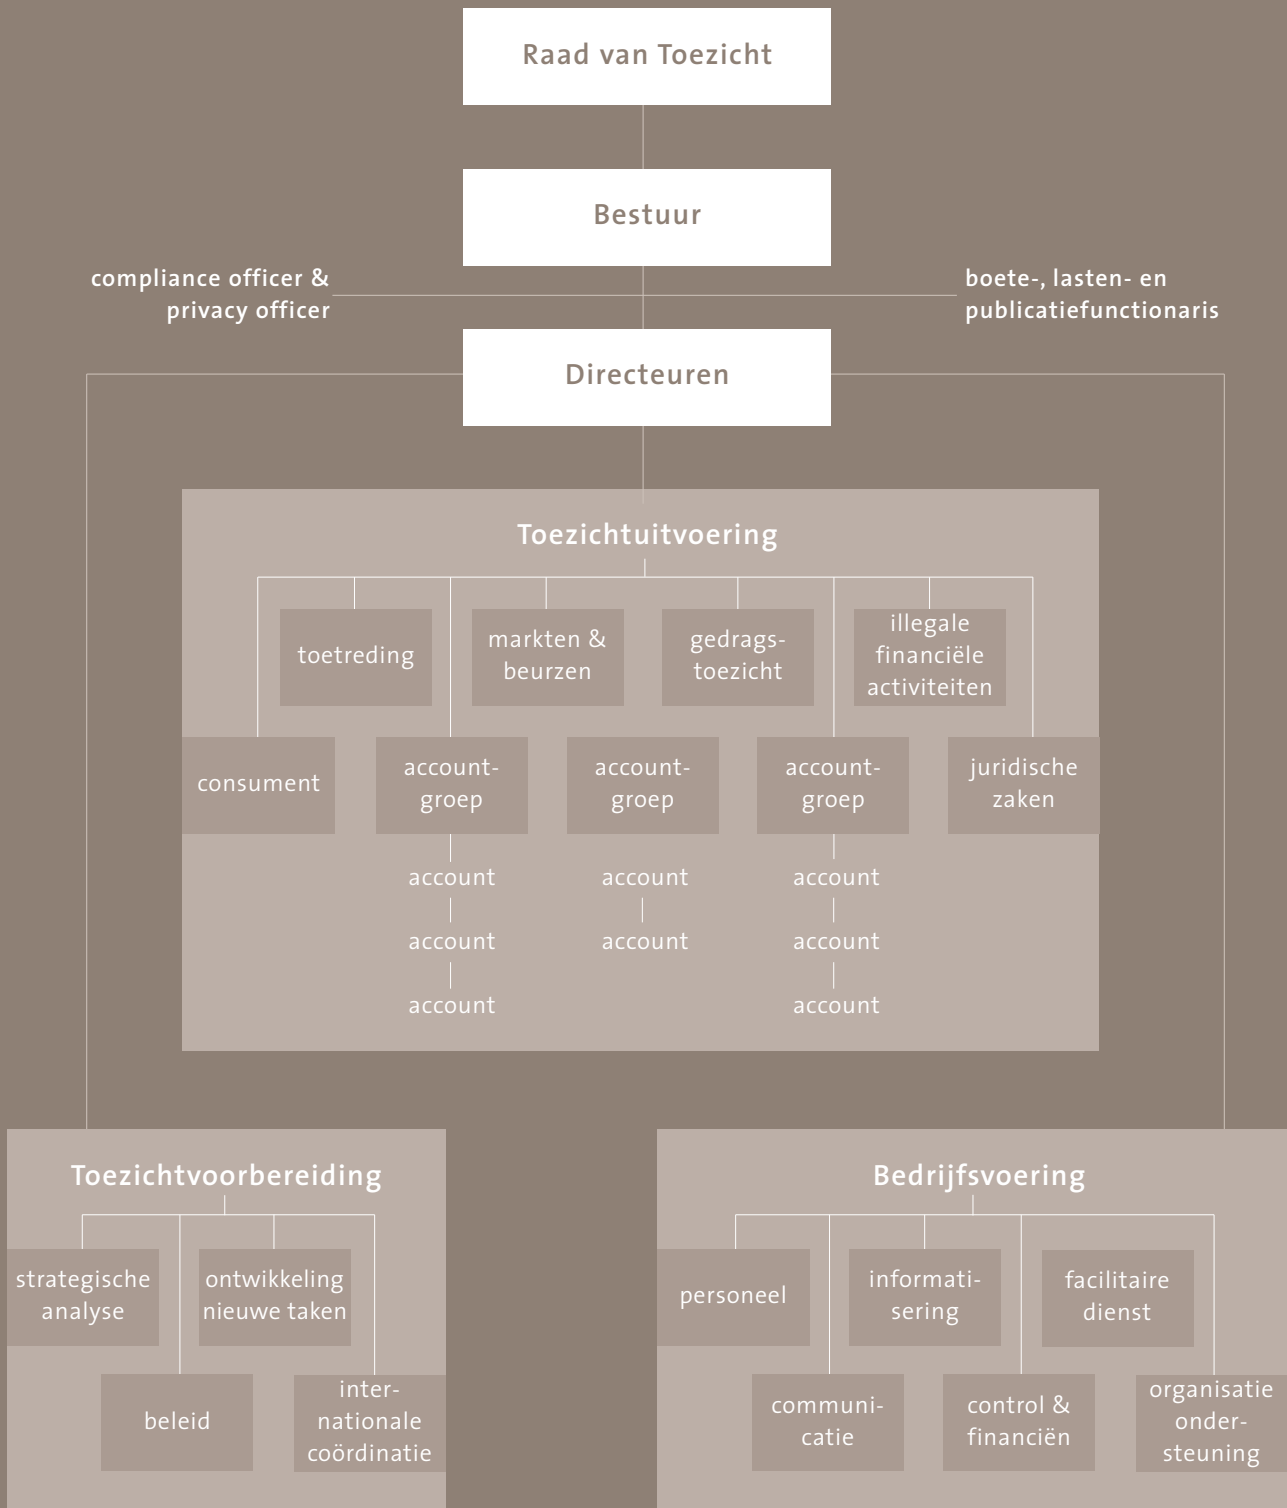 Raad van Toezicht
Bestuur
compliance officer &
privacy officer
boete-, lasten- en
publicatiefunctionaris
Directeuren
Toezichtuitvoering
toetreding
markten &
beurzen
gedrags-
toezicht
illegale
financiële
activiteiten
consument
account-
groep
account-
groep
account-
groep
juridische
zaken
account
account
account
account
account
account
account
account
Toezichtvoorbereiding
strategische
analyse
ontwikkeling
nieuwe taken
beleid
inter-
nationale
coördinatie
Bedrijfsvoering
personeel
informati-
sering
facilitaire
dienst
communi-
catie
control &
financiën
organisatie
onder-
steuning